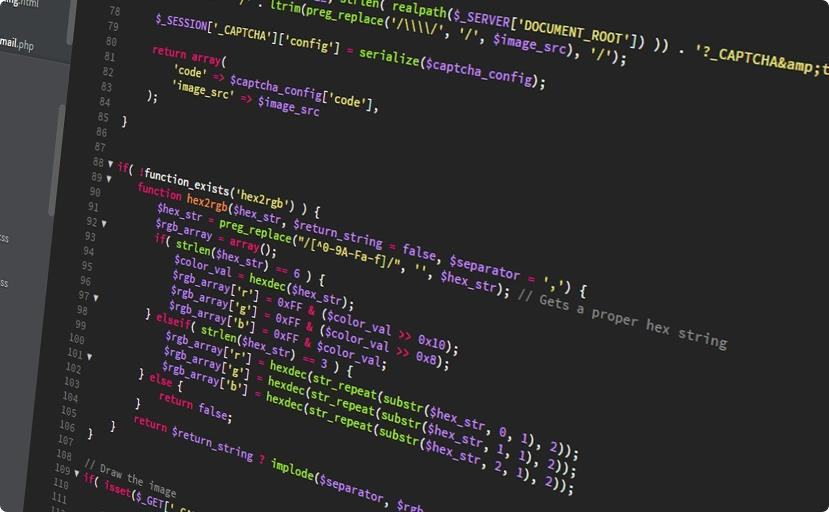 ng.html
mail.php
ss
ss
78 '/' . ltrim(preg_replace('/\\\\/', '/', $image_src), '/');
strlen( realpath($_SERVER['DOCUMENT_ROOT']) )) . '?_CAPTCHA&amp;t
79
80 $_SESSION['_CAPTCHA']['config'] = serialize($captcha_config);
81
82 return array(
83 'code' => $captcha_config['code'],
84 'image_src' => $image_src
85 );
86 }
87
88 if( !function_exists('hex2rgb') ) {
89 function hex2rgb($hex_str, $return_string = false, $separator = ',') {
90 $hex_str = preg_replace("/[^0-9A-Fa-f]/", '', $hex_str); // Gets a proper hex string
91 $rgb_array = array();
92 if( strlen($hex_str) == 6 ) {
93 $color_val = hexdec($hex_str);
94 $rgb_array['r'] = 0xFF & ($color_val >> 0x10);
95 $rgb_array['g'] = 0xFF & ($color_val >> 0x8);
96 $rgb_array['b'] = 0xFF & $color_val;
97 } elseif( strlen($hex_str) == 3 ) {
98 $rgb_array['r'] = hexdec(str_repeat(substr($hex_str, 0, 1), 2));
99 $rgb_array['g'] = hexdec(str_repeat(substr($hex_str, 1, 1), 2));
100 $rgb_array['b'] = hexdec(str_repeat(substr($hex_str, 2, 1), 2));
101 } else {
102 return false;
103 }
104 return $return_string ? implode($separator, $rgb
105 }
106 }
107
108 // Draw the image
109 if( isset($_GET['
110
111